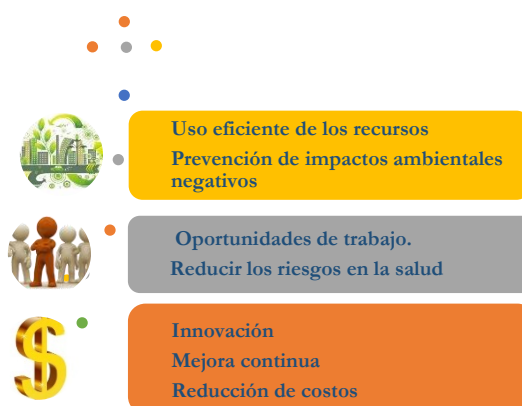 Uso eficiente de los recursos
Prevención de impactos ambientales
negativos
Oportunidades de trabajo.
Reducir los riesgos en la salud
Innovación
Mejora continua
Reducción de costos